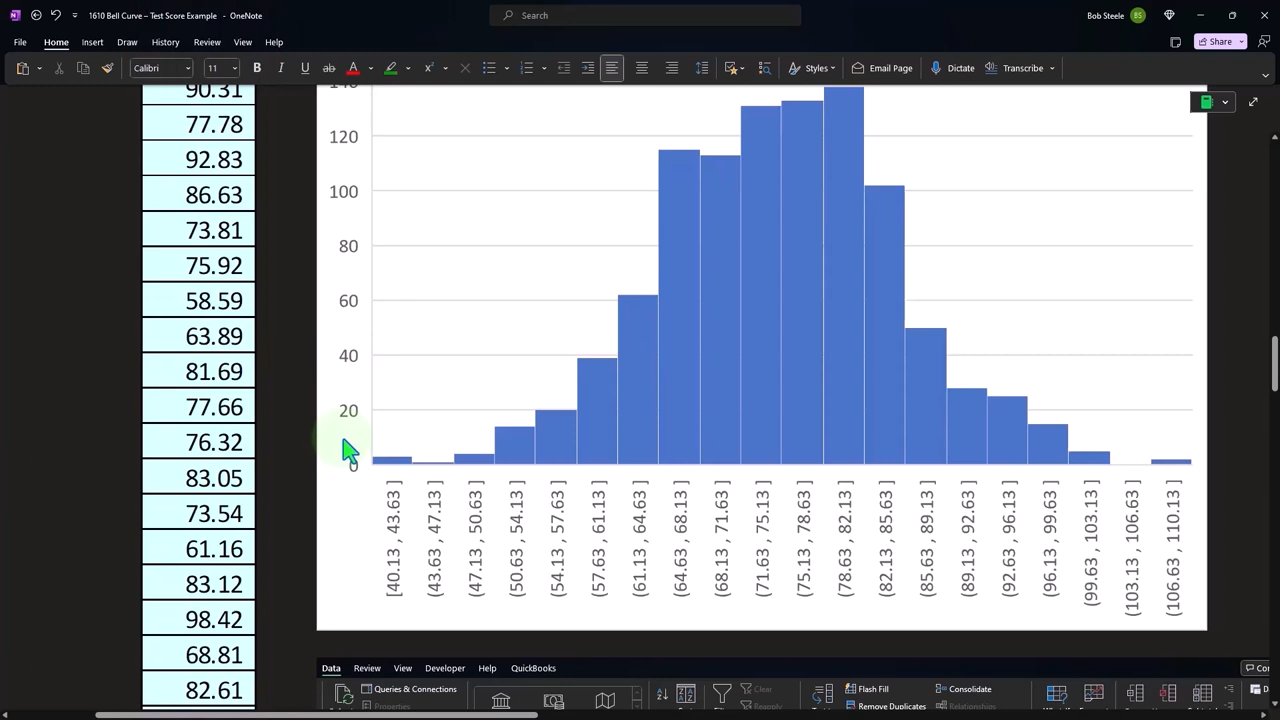 1610 Bell Curve – Test Score Example - OneNote
Search
Bob Steele BS
File Home Insert Draw History Review View Help
Share
Calibri 11 B I U ab A x² Styles Email Page Dictate Transcribe
90.31
77.78
92.83
86.63
73.81
75.92
58.59
63.89
81.69
77.66
76.32
83.05
73.54
61.16
83.12
98.42
68.81
82.61
140
120
100
80
60
40
20
0
[40.13 , 43.63 ]
(43.63 , 47.13 ]
(47.13 , 50.63 ]
(50.63 , 54.13 ]
(54.13 , 57.63 ]
(57.63 , 61.13 ]
(61.13 , 64.63 ]
(64.63 , 68.13 ]
(68.13 , 71.63 ]
(71.63 , 75.13 ]
(75.13 , 78.63 ]
(78.63 , 82.13 ]
(82.13 , 85.63 ]
(85.63 , 89.13 ]
(89.13 , 92.63 ]
(92.63 , 96.13 ]
(96.13 , 99.63 ]
(99.63 , 103.13 ]
(103.13 , 106.63 ]
(106.63 , 110.13 ]
Data Review View Developer Help QuickBooks
Queries & Connections Clear Flash Fill Consolidate
Properties Reapply Remove Duplicates Relationships